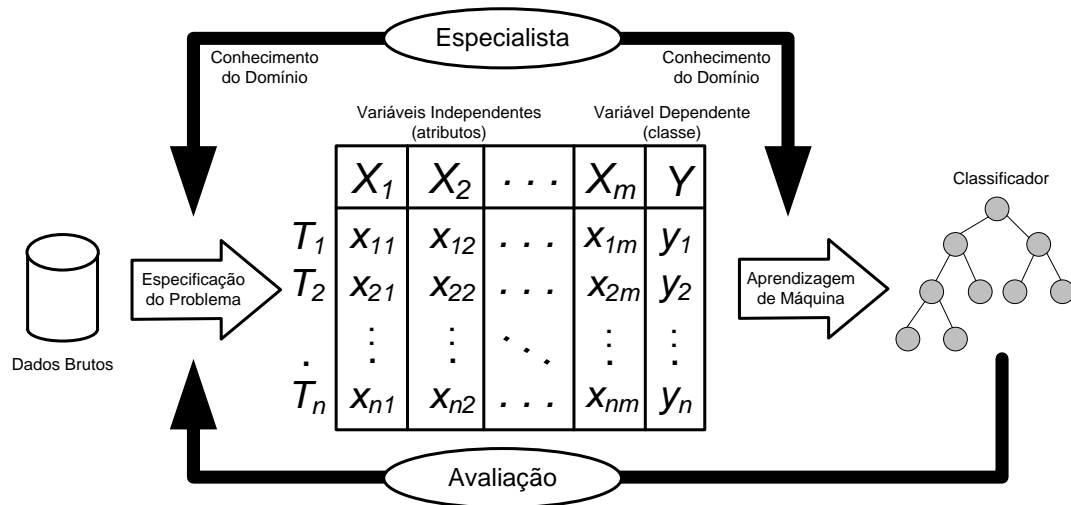 Especialista
Conhecimento
do Domínio
Conhecimento
do Domínio
Variáveis Independentes
(atributos)
Variável Dependente
(classe)
X1 X2 . . . Xm Y
T1 x11 x12 . . . x1m y1
T2 x21 x22 . . . x2m y2
. ⋮ ⋮ ⋱ ⋮ ⋮
Tn xn1 xn2 . . . xnm yn
Dados Brutos
Especificação
do Problema
Aprendizagem
de Máquina
Classificador
Avaliação